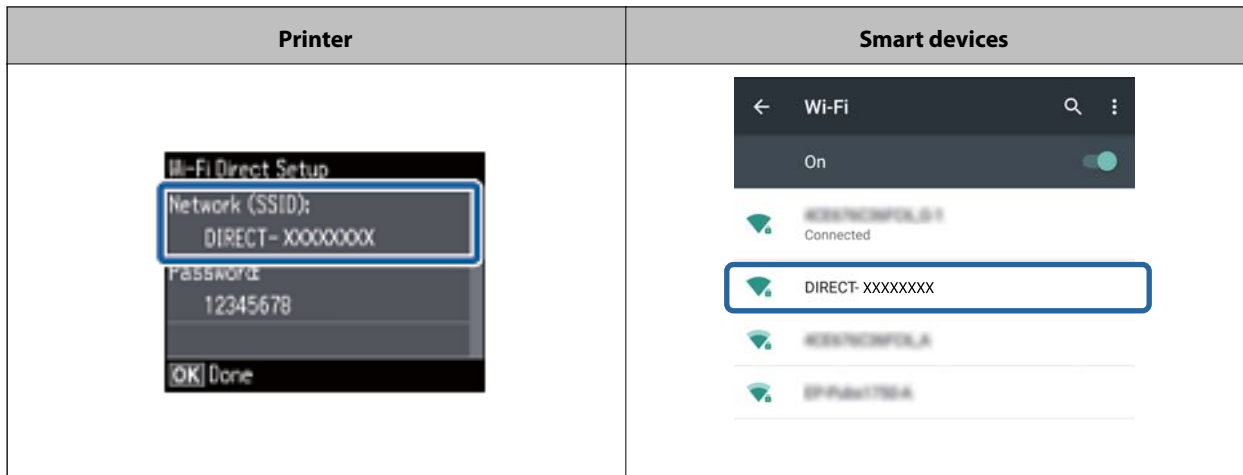 Printer
Smart devices
Wi-Fi Direct Setup
Network (SSID):
DIRECT- XXXXXXXX
Password:
12345678
OK Done
Wi-Fi
On
Connected
DIRECT- XXXXXXXX